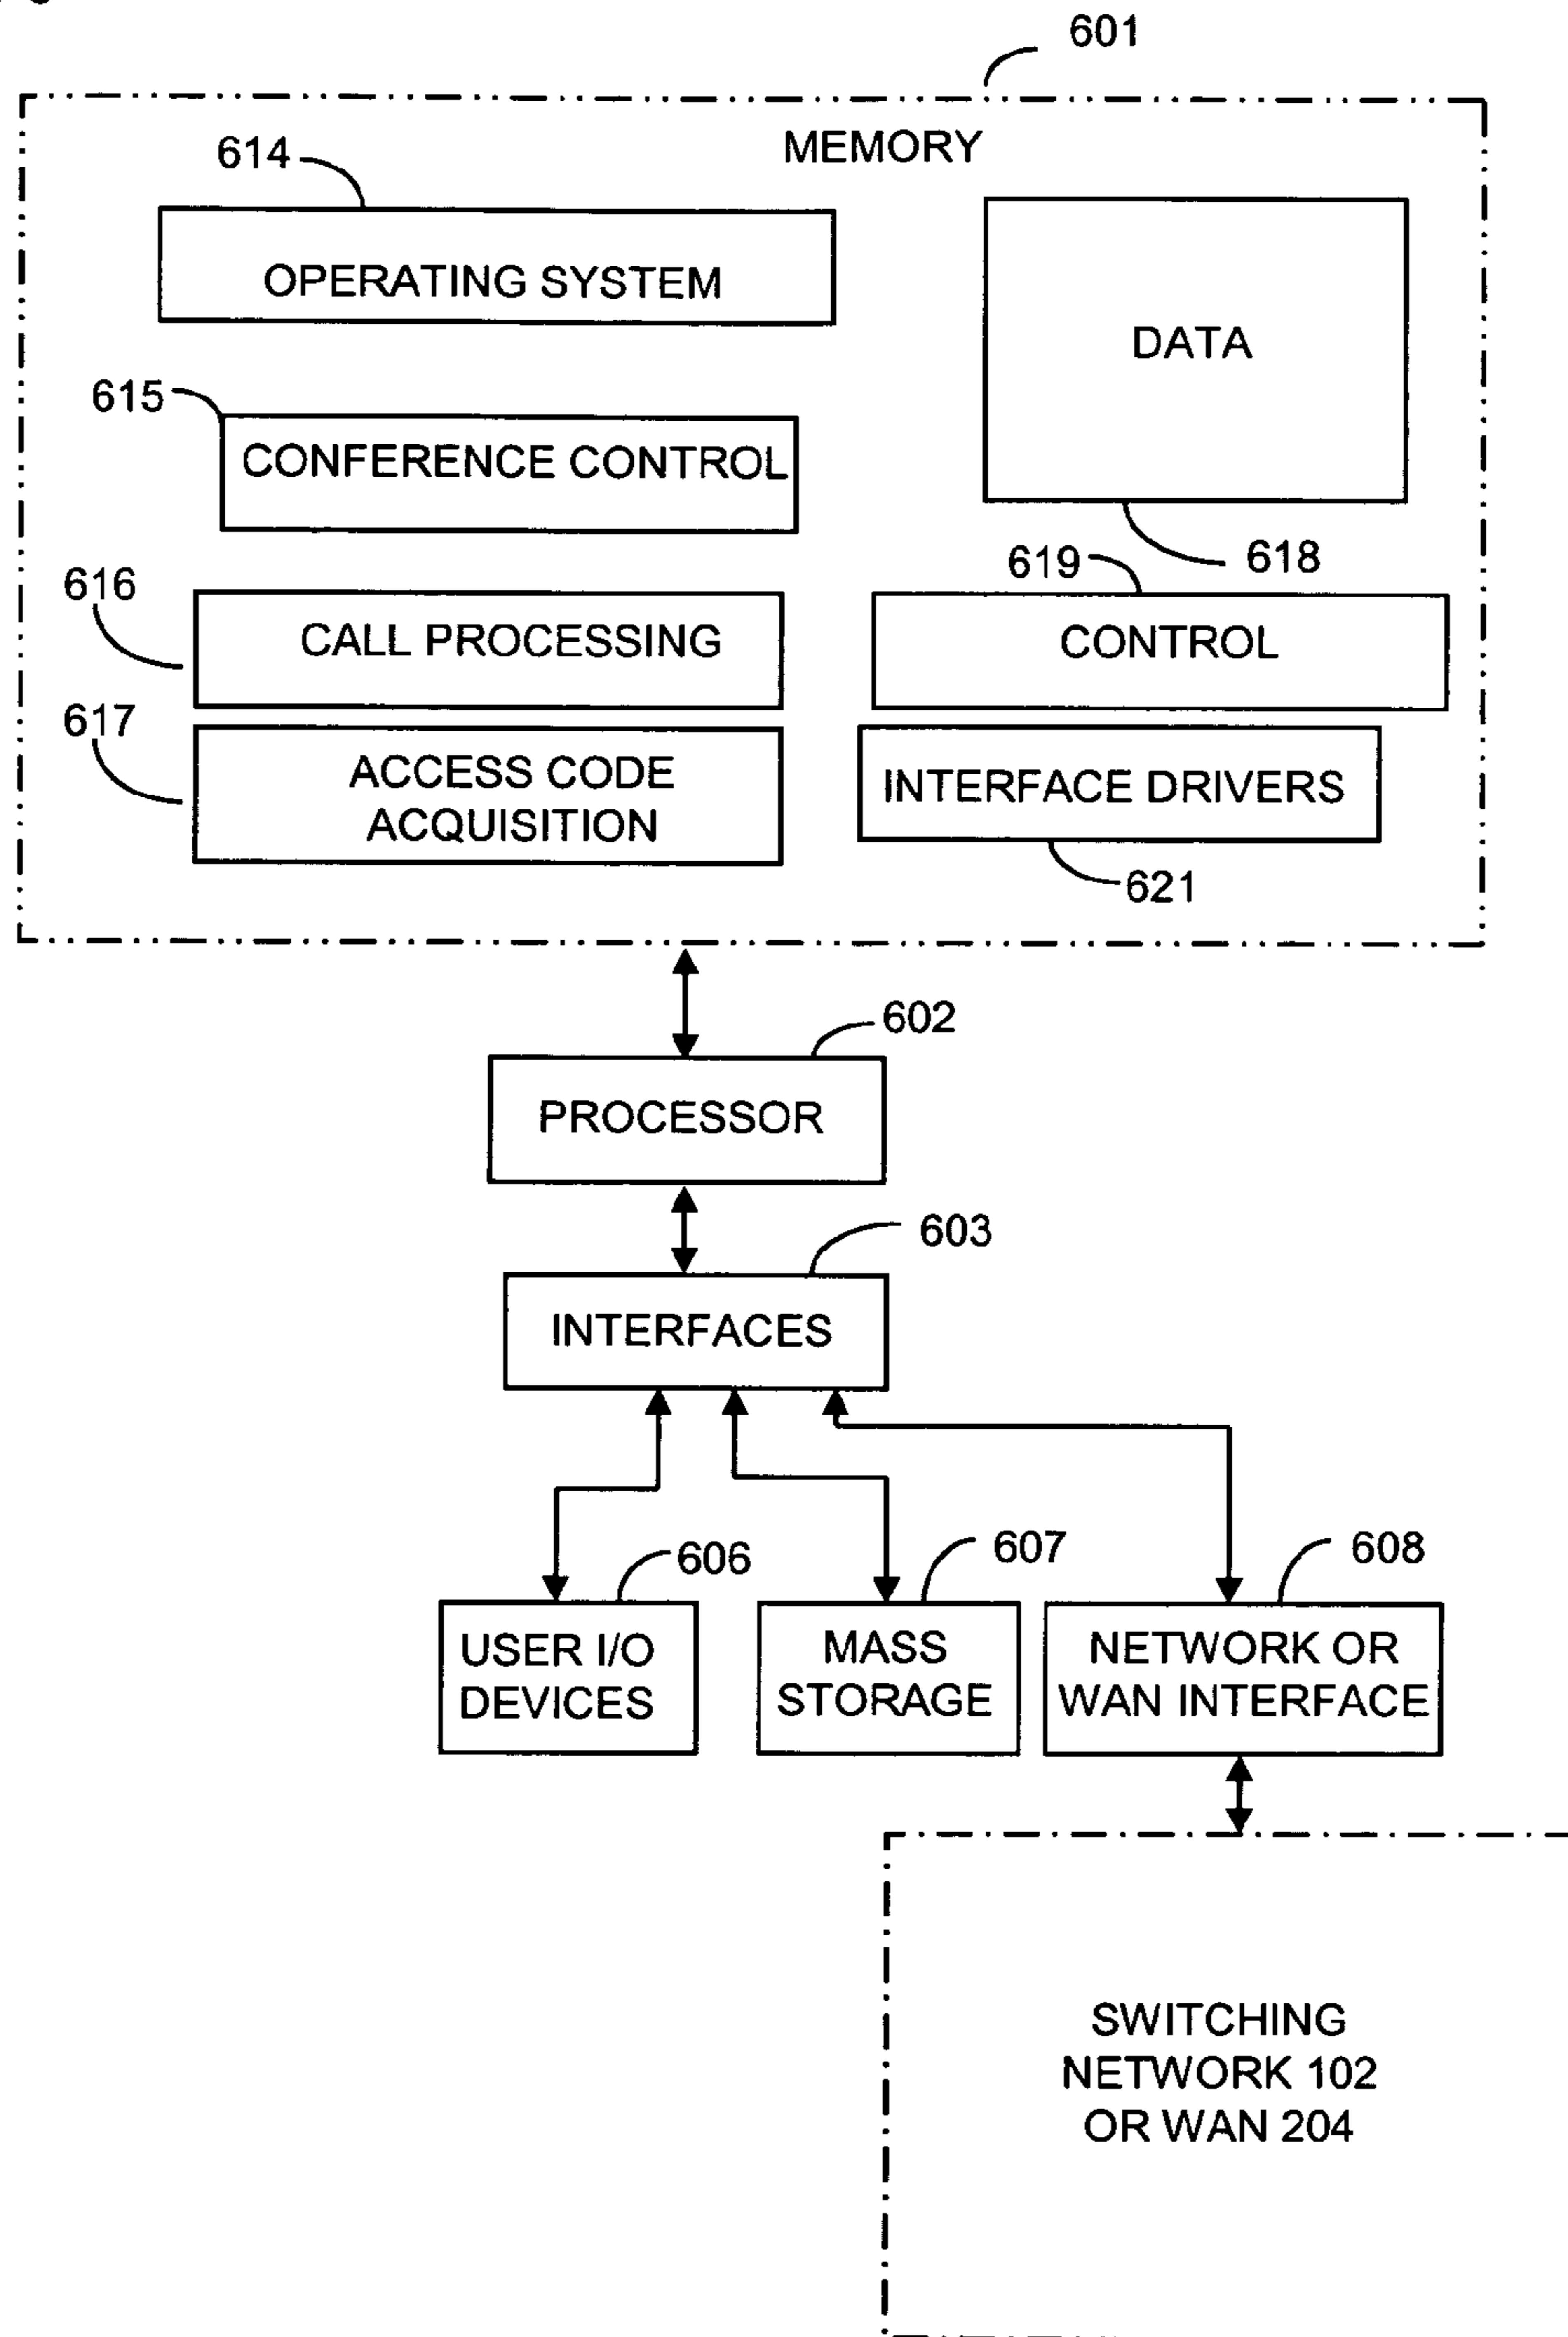 601
MEMORY
614
OPERATING SYSTEM
DATA
615
CONFERENCE CONTROL
618
619
616
CALL PROCESSING
CONTROL
617
ACCESS CODE
ACQUISITION
INTERFACE DRIVERS
621
602
PROCESSOR
603
INTERFACES
606
607
608
USER I/O
DEVICES
MASS
STORAGE
NETWORK OR
WAN INTERFACE
SWITCHING
NETWORK 102
OR WAN 204